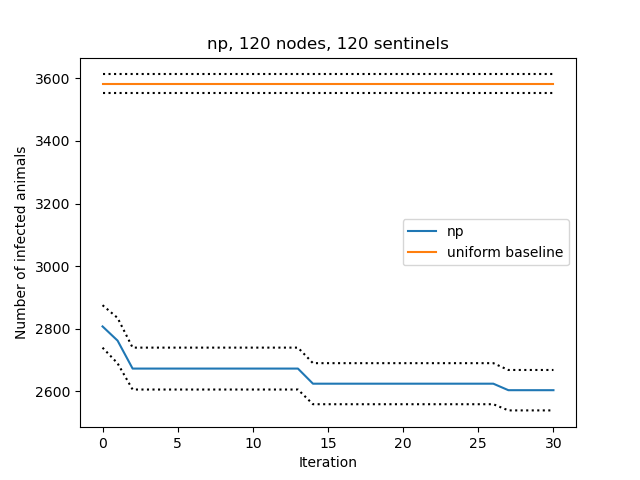 np, 120 nodes, 120 sentinels
3600
3400
3200
3000
2800
2600
Number of infected animals
np
uniform baseline
0
5
10
15
20
25
30
Iteration